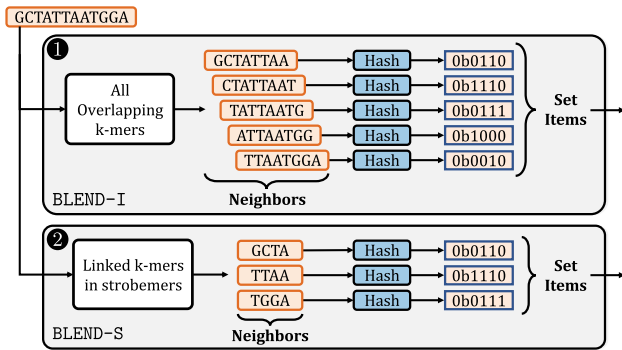 GCTATTAATGGA
1
All
Overlapping
k-mers
GCTATTAA Hash 0b0110
CTATTAAT Hash 0b1110
TATTAATG Hash 0b0111
ATTAATGG Hash 0b1000
TTAATGGA Hash 0b0010
Neighbors
Set
Items
BLEND-I
2
Linked k-mers
in strobemers
GCTA Hash 0b0110
TTAA Hash 0b1110
TGGA Hash 0b0111
Neighbors
Set
Items
BLEND-S